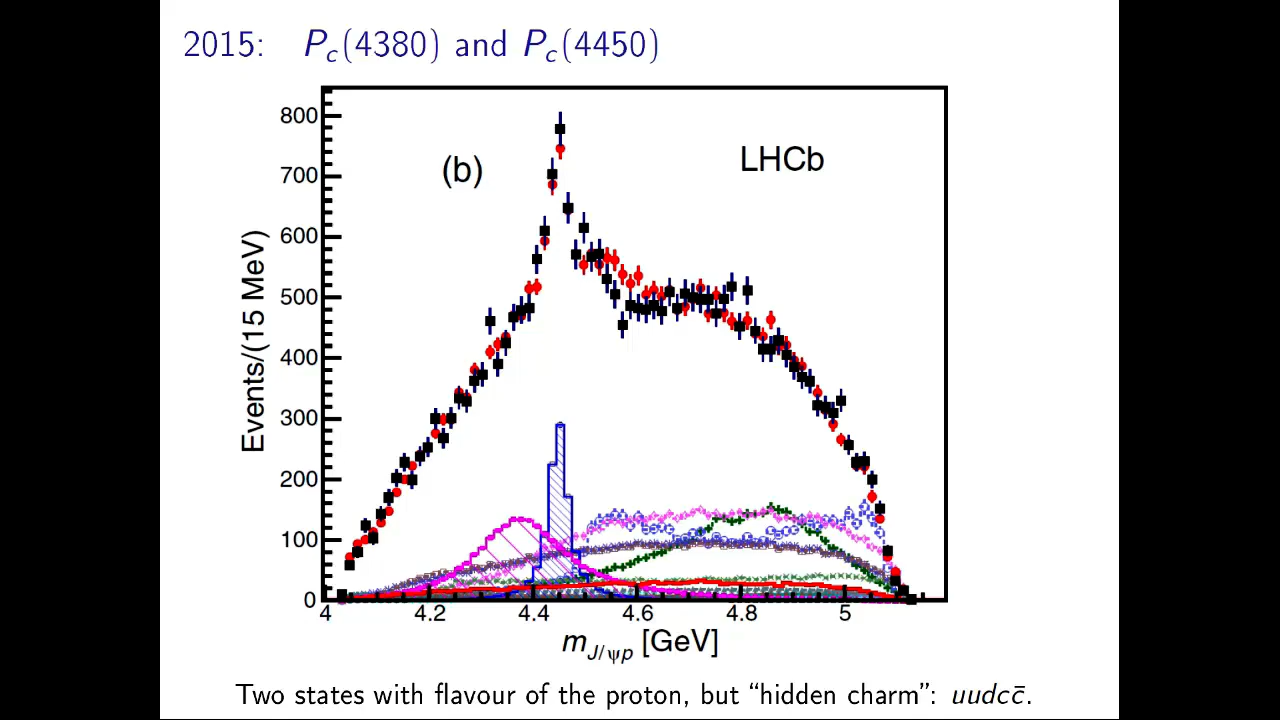 2015: Pc(4380) and Pc(4450)
(b)
LHCb
Events/(15 MeV)
800
700
600
500
400
300
200
100
0
4 4.2 4.4 4.6 4.8 5
mJ/ψp [GeV]
Two states with flavour of the proton, but “hidden charm”: uudcc̄.